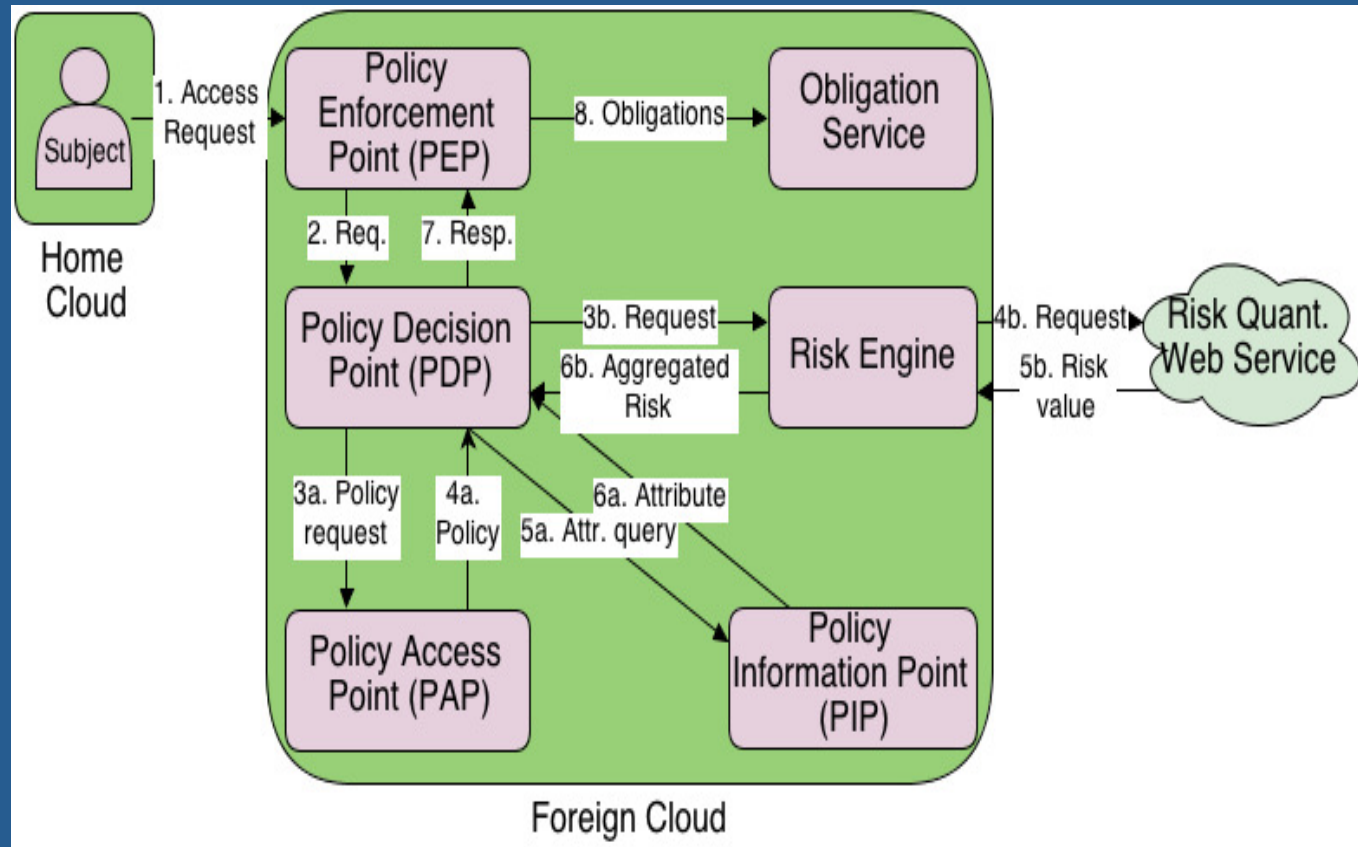 Subject
Home
Cloud
1. Access
Request
Policy
Enforcement
Point (PEP)
8. Obligations
Obligation
Service
2. Req.
7. Resp.
Policy Decision
Point (PDP)
3b. Request
6b. Aggregated
Risk
Risk Engine
4b. Request
5b. Risk
value
Risk Quant.
Web Service
3a. Policy
request
4a.
Policy
6a. Attribute
5a. Attr. query
Policy Access
Point (PAP)
Policy
Information Point
(PIP)
Foreign Cloud